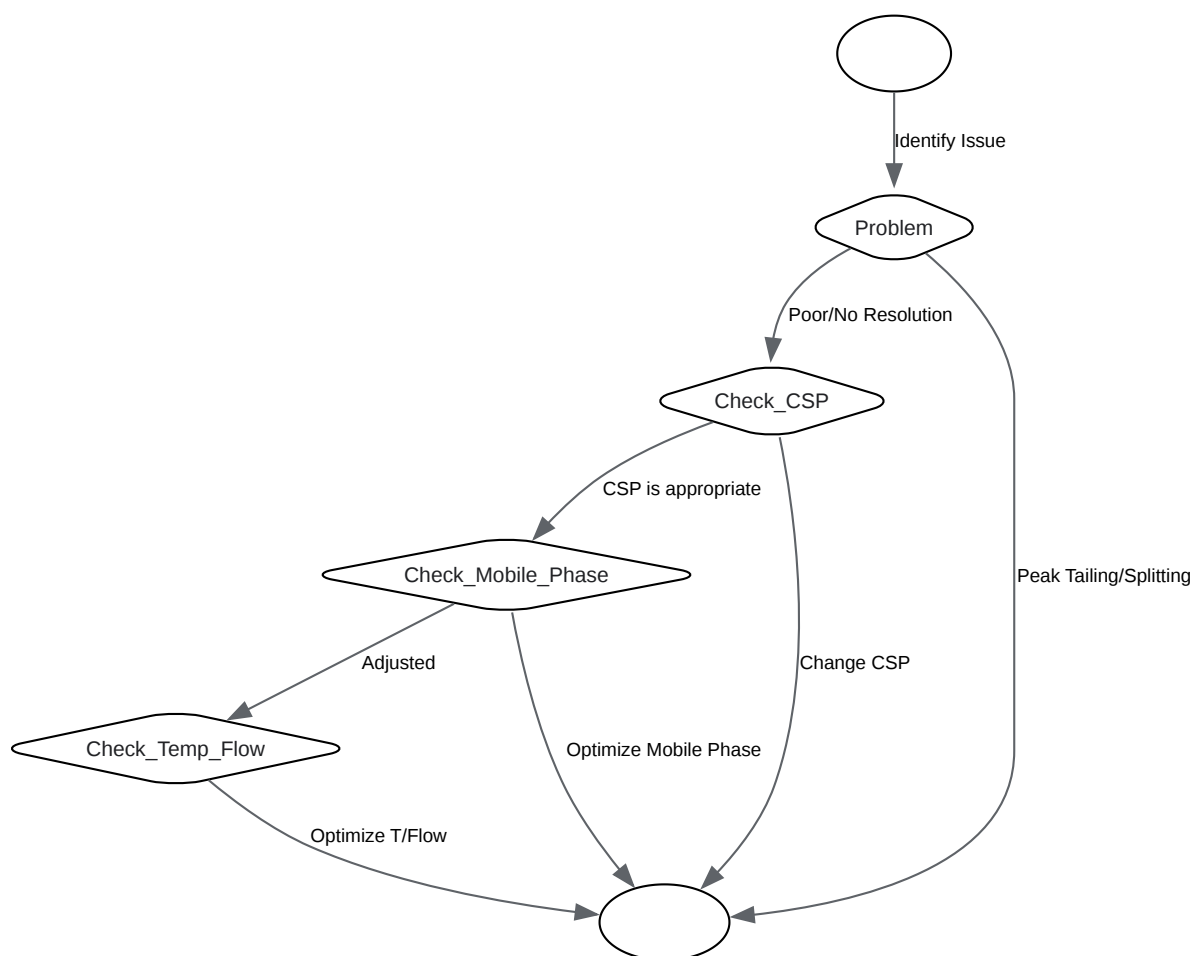 Identify Issue
Problem
Poor/No Resolution
Check_CSP
CSP is appropriate
Check_Mobile_Phase
Peak Tailing/Splitting
Adjusted
Change CSP
Check_Temp_Flow
Optimize Mobile Phase
Optimize T/Flow